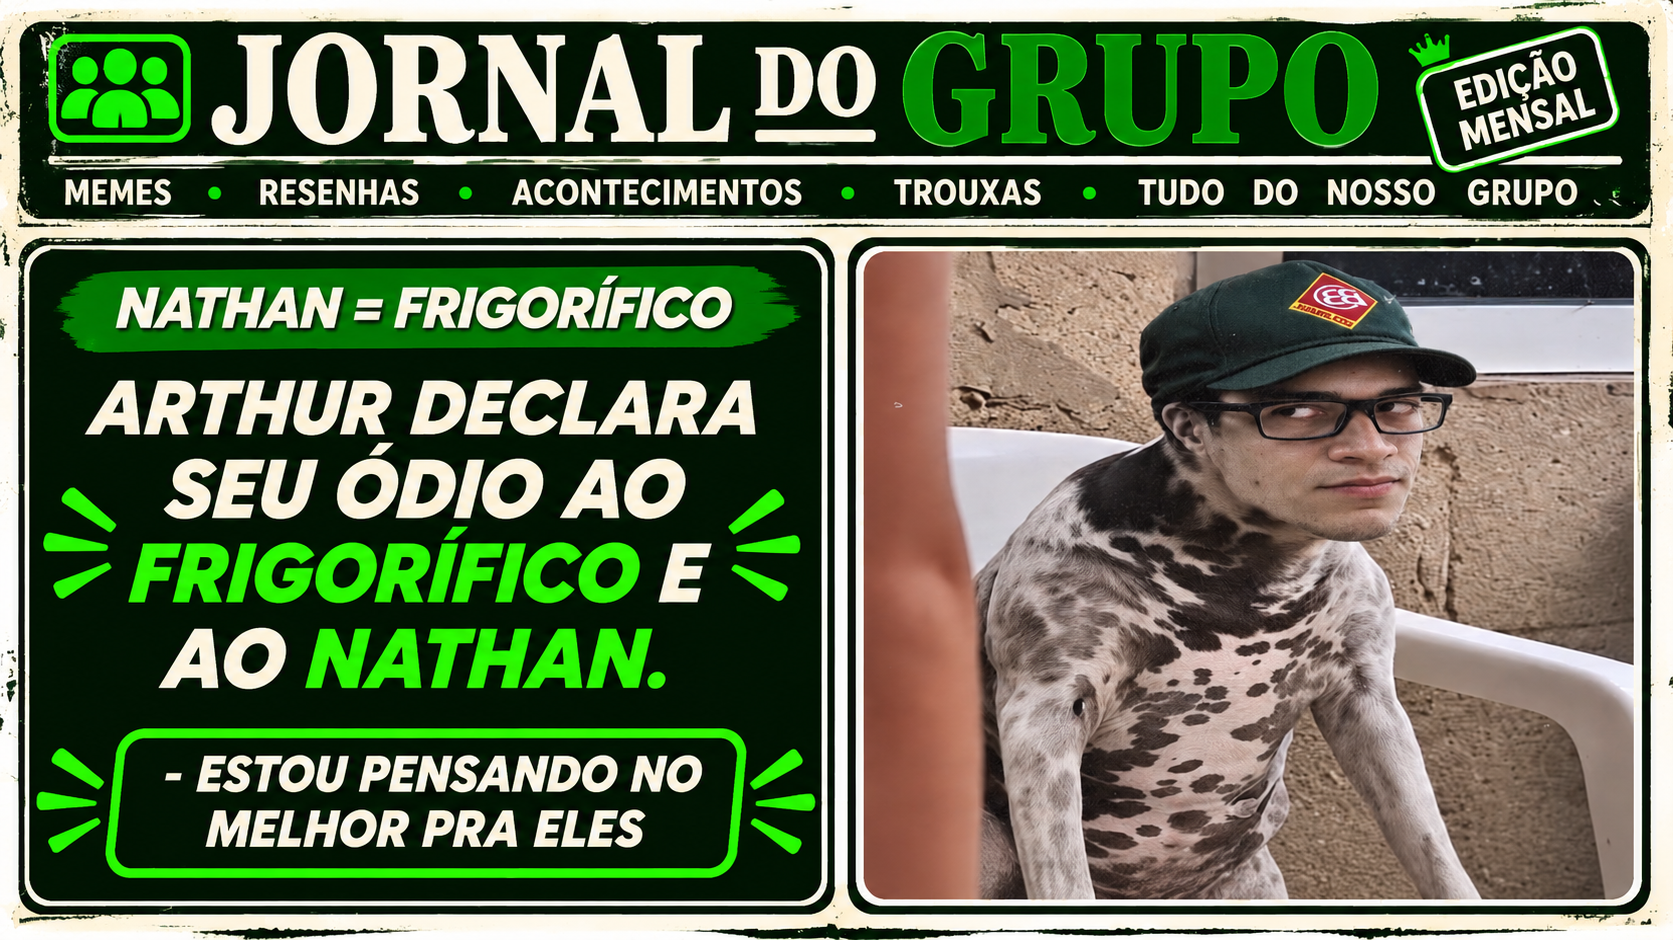 JORNAL DO GRUPO
EDIÇÃO
MENSAL
MEMES • RESENHAS • ACONTECIMENTOS • TROUXAS • TUDO DO NOSSO GRUPO
NATHAN = FRIGORÍFICO
ARTHUR DECLARA
SEU ÓDIO AO
FRIGORÍFICO E
AO NATHAN.
- ESTOU PENSANDO NO
MELHOR PRA ELES